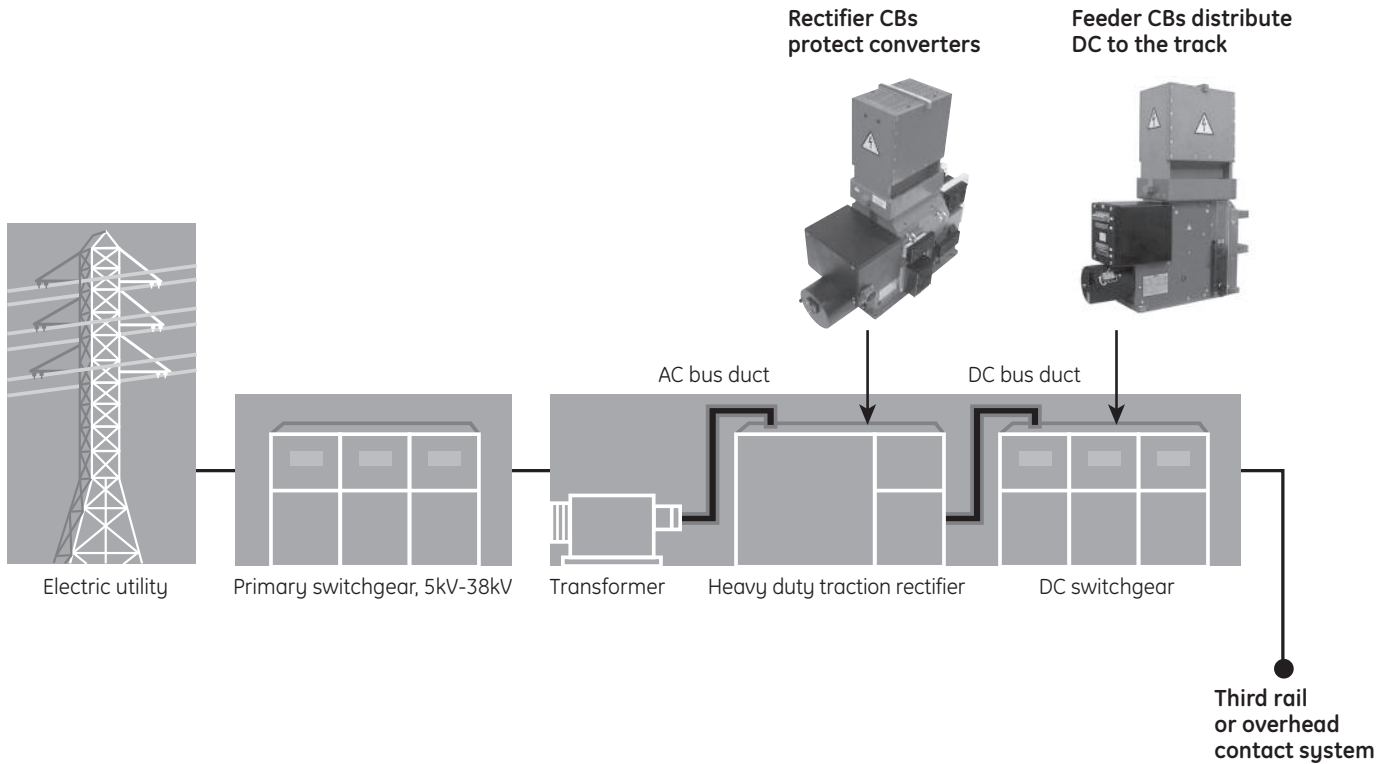 Rectifier CBs
protect converters
Feeder CBs distribute
DC to the track
AC bus duct
DC bus duct
Electric utility
Primary switchgear, 5kV-38kV
Transformer
Heavy duty traction rectifier
DC switchgear
Third rail
or overhead
contact system